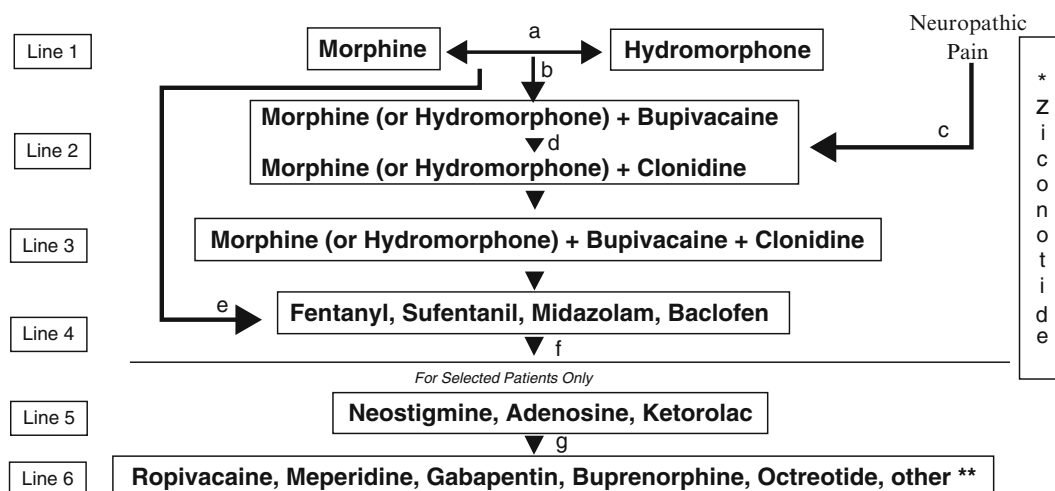 Line 1
Morphine
a
b
Hydromorphone
Neuropathic
Pain
Line 2
Morphine (or Hydromorphone) + Bupivacaine
d
Morphine (or Hydromorphone) + Clonidine
c
Line 3
Morphine (or Hydromorphone) + Bupivacaine + Clonidine
Line 4
e
Fentanyl, Sufentanil, Midazolam, Baclofen
f
* Ziconotide
For Selected Patients Only
Line 5
Neostigmine, Adenosine, Ketorolac
g
Line 6
Ropivacaine, Meperidine, Gabapentin, Buprenorphine, Octreotide, other **